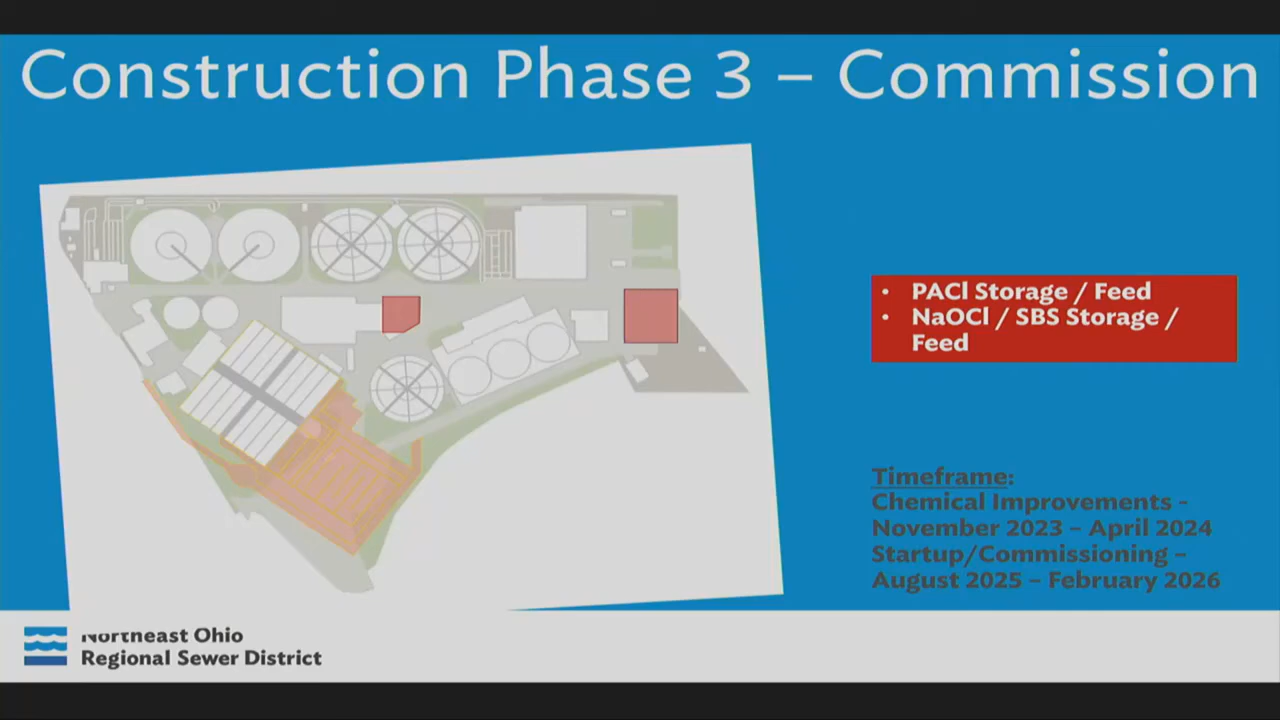 Construction Phase 3 – Commission
• PACl Storage / Feed
• NaOCl / SBS Storage /
Feed
Timeframe:
Chemical Improvements -
November 2023 – April 2024
Startup/Commissioning –
August 2025 – February 2026
Northeast Ohio
Regional Sewer District